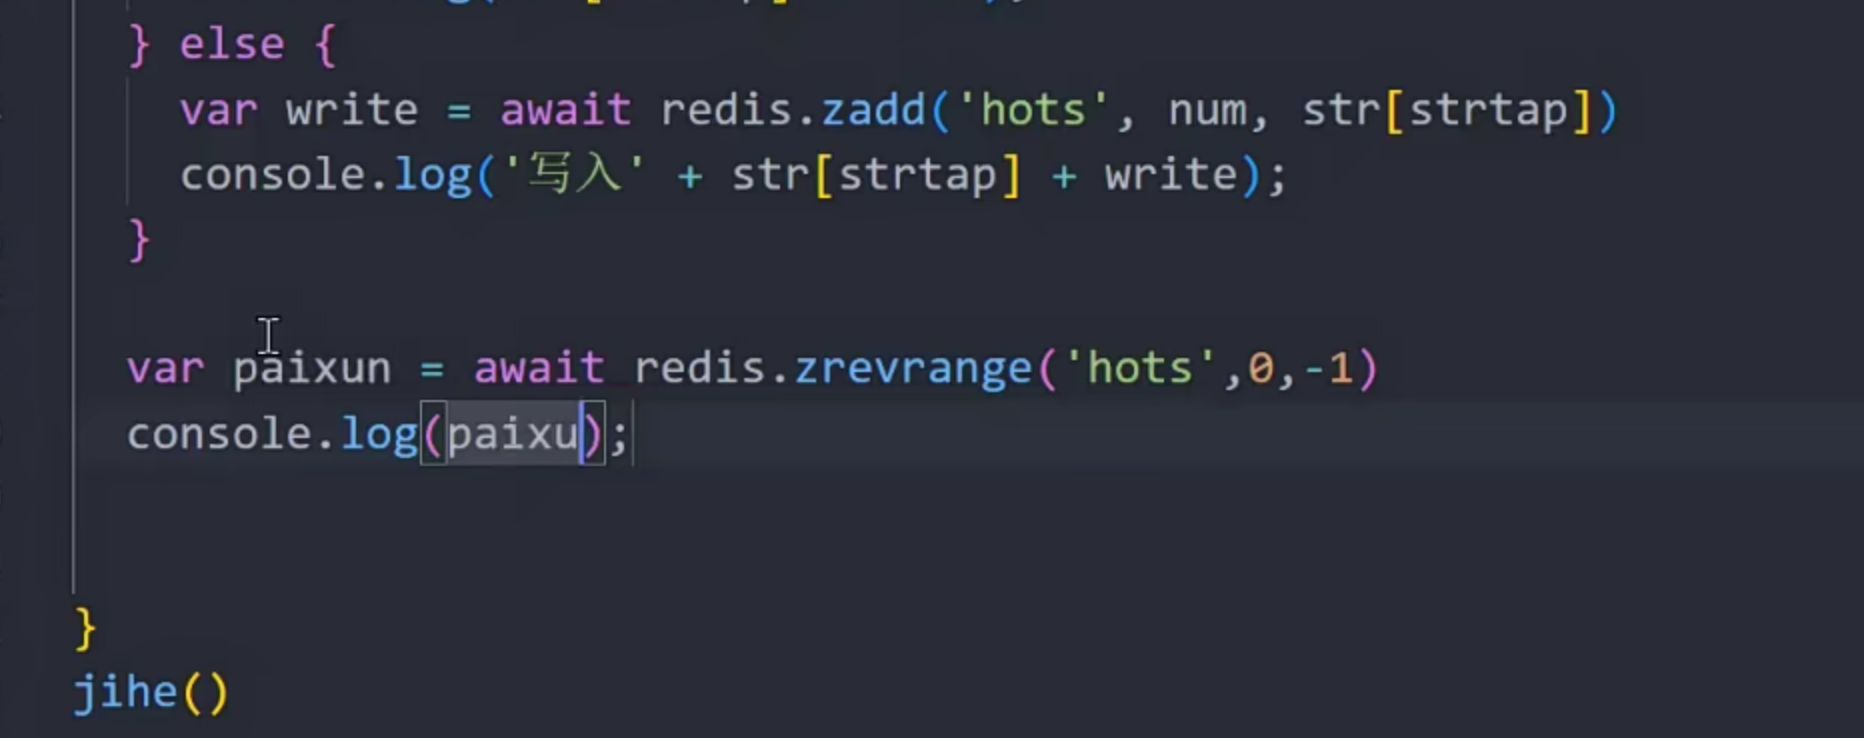 } else {
var write = await redis.zadd('hots', num, str[strtap])
console.log('写入' + str[strtap] + write);
}
var paixun = await redis.zrevrange('hots',0,-1)
console.log(paixu);
}
jihe()